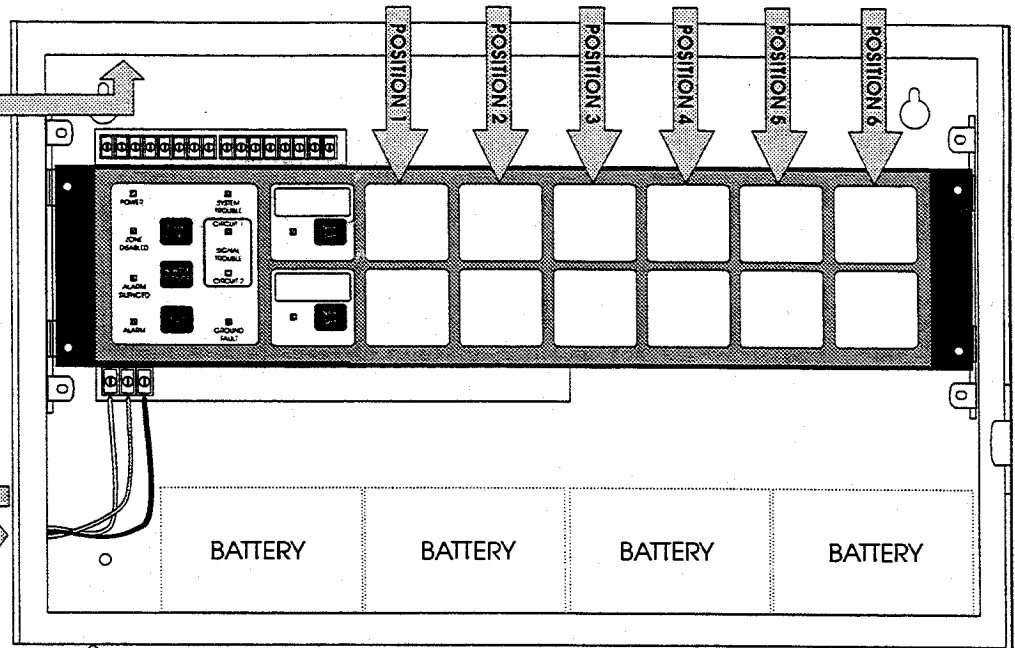 POSITION 1
POSITION 2
POSITION 3
POSITION 4
POSITION 5
POSITION 6
POWER
SYSTEM
TROUBLE
CIRCUIT 1
ZONE
DISABLED
SIGNAL
TROUBLE
ALARM
SILENCED
CIRCUIT 2
ALARM
GROUND
FAULT
BATTERY
BATTERY
BATTERY
BATTERY